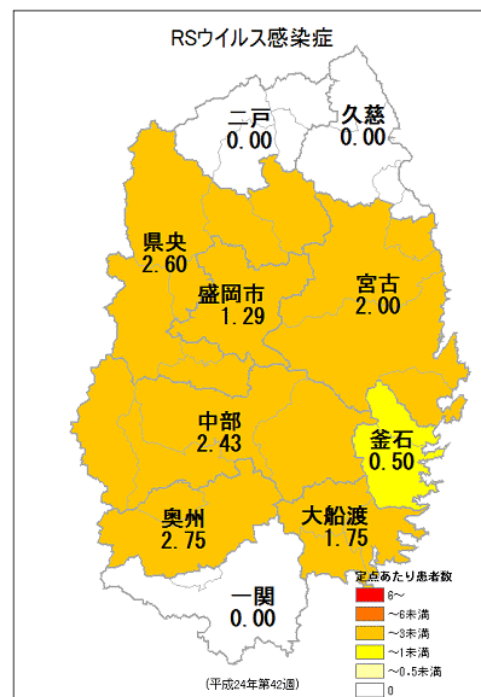 RSウイルス感染症
二戸
0.00
久慈
0.00
県央
2.60
盛岡市
1.29
宮古
2.00
中部
2.43
釜石
0.50
奥州
2.75
大船渡
1.75
一関
0.00
定点あたり患者数
6～
～6未満
～3未満
～1未満
～0.5未満
0
(平成24年第42週)